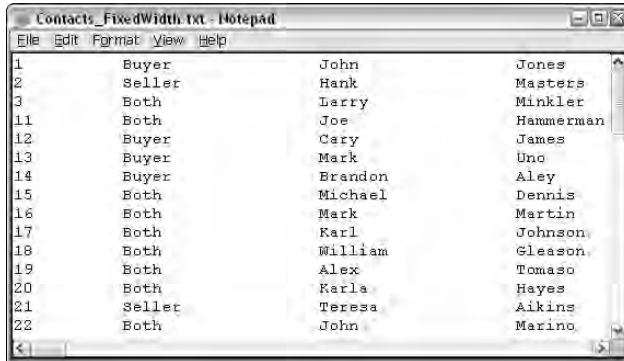 Contacts_FixedWidth.txt - Notepad
File Edit Format View Help
1 Buyer John Jones
2 Seller Hank Masters
3 Both Larry Minkler
11 Both Joe Hammerman
12 Buyer Cary James
13 Buyer Mark Uno
14 Buyer Brandon Aley
15 Both Michael Dennis
16 Both Mark Martin
17 Both Karl Johnson
18 Both William Gleason
19 Both Alex Tomaso
20 Both Karla Hayes
21 Seller Teresa Aikins
22 Both John Marino